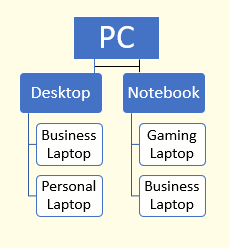 PC
Desktop
Notebook
Business
Laptop
Personal
Laptop
Gaming
Laptop
Business
Laptop